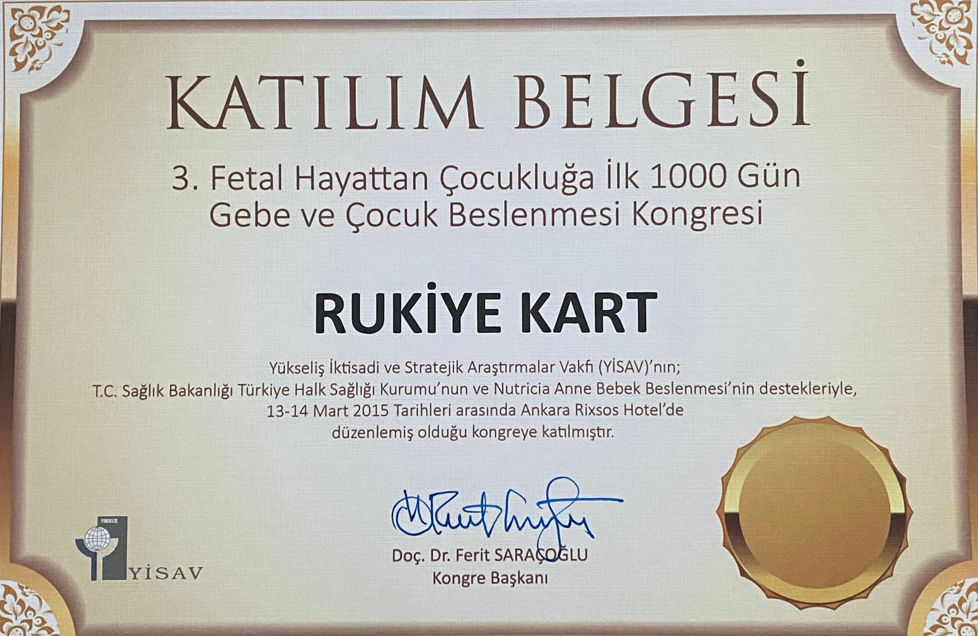 KATILIM BELGESİ
3. Fetal Hayattan Çocukluğa İlk 1000 Gün
Gebe ve Çocuk Beslenmesi Kongresi
RUKİYE KART
Yükseliş İktisadi ve Stratejik Araştırmalar Vakfı (YİSAV)'nın;
T.C. Sağlık Bakanlığı Türkiye Halk Sağlığı Kurumu'nun ve Nutricia Anne Bebek Beslenmesi'nin destekleriyle,
13-14 Mart 2015 Tarihleri arasında Ankara Rixsos Hotel'de
düzenlemiş olduğu kongreye katılmıştır.
Doç. Dr. Ferit SARAÇOĞLU
Kongre Başkanı
YÜKSELİŞ
YİSAV